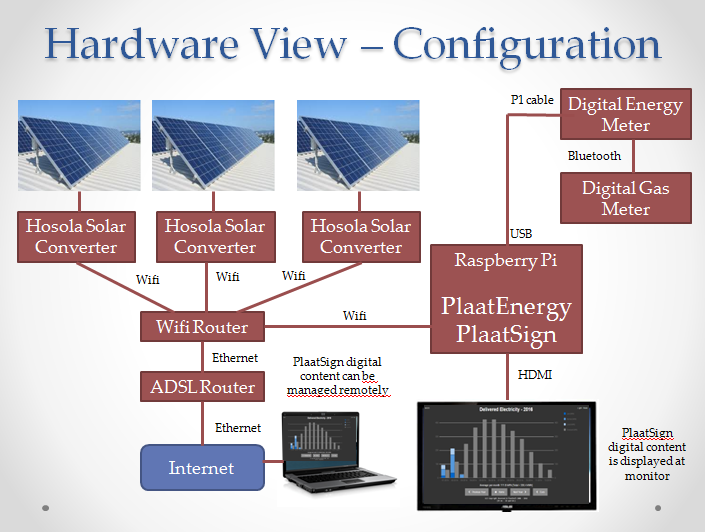 Hardware View – Configuration
P1 cable
Digital Energy
Meter
Bluetooth
Digital Gas
Meter
Hosola Solar
Converter
Hosola Solar
Converter
Hosola Solar
Converter
USB
Raspberry Pi
PlaatEnergy
PlaatSign
Wifi
Wifi
Wifi
Wifi Router
Wifi
Ethernet
ADSL Router
PlaatSign digital
content can be
managed remotely
HDMI
Ethernet
Internet
Delivered Electricity - 2016
PlaatSign
digital content
is displayed at
monitor